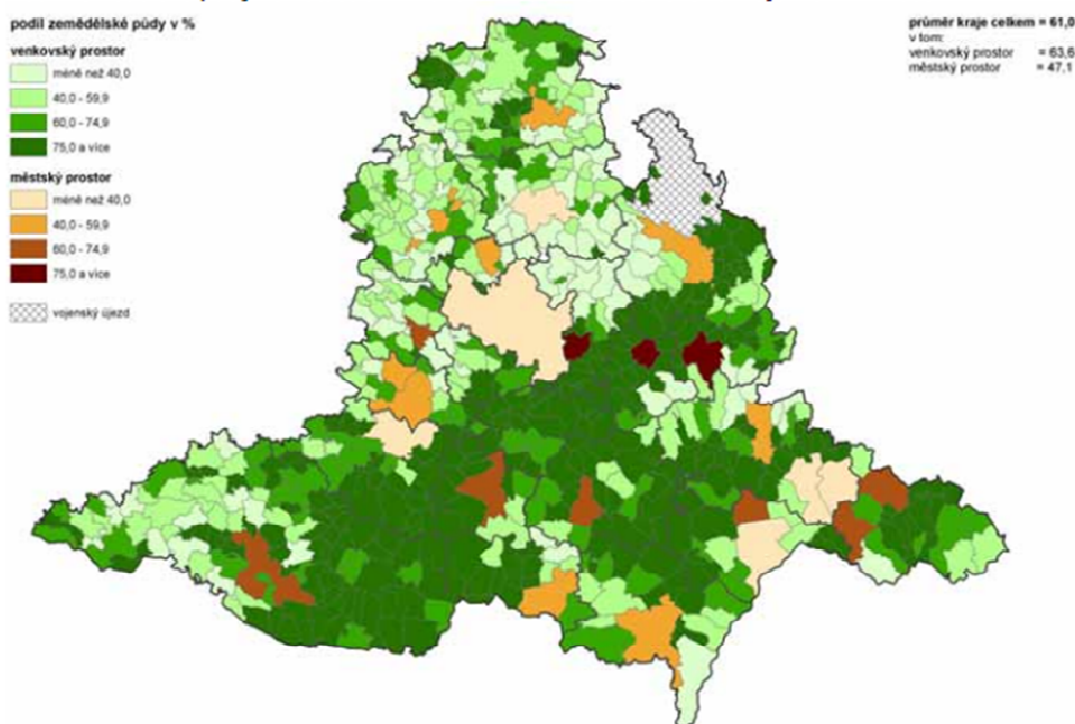 podíl zemědělské půdy v %
venkovský prostor
méně než 40,0
40,0 - 59,9
60,0 - 74,9
75,0 a více
městský prostor
méně než 40,0
40,0 - 59,9
60,0 - 74,9
75,0 a více
vojenský újezd
průměr kraje celkem = 61,0
v tom:
venkovský prostor = 63,6
městský prostor = 47,1